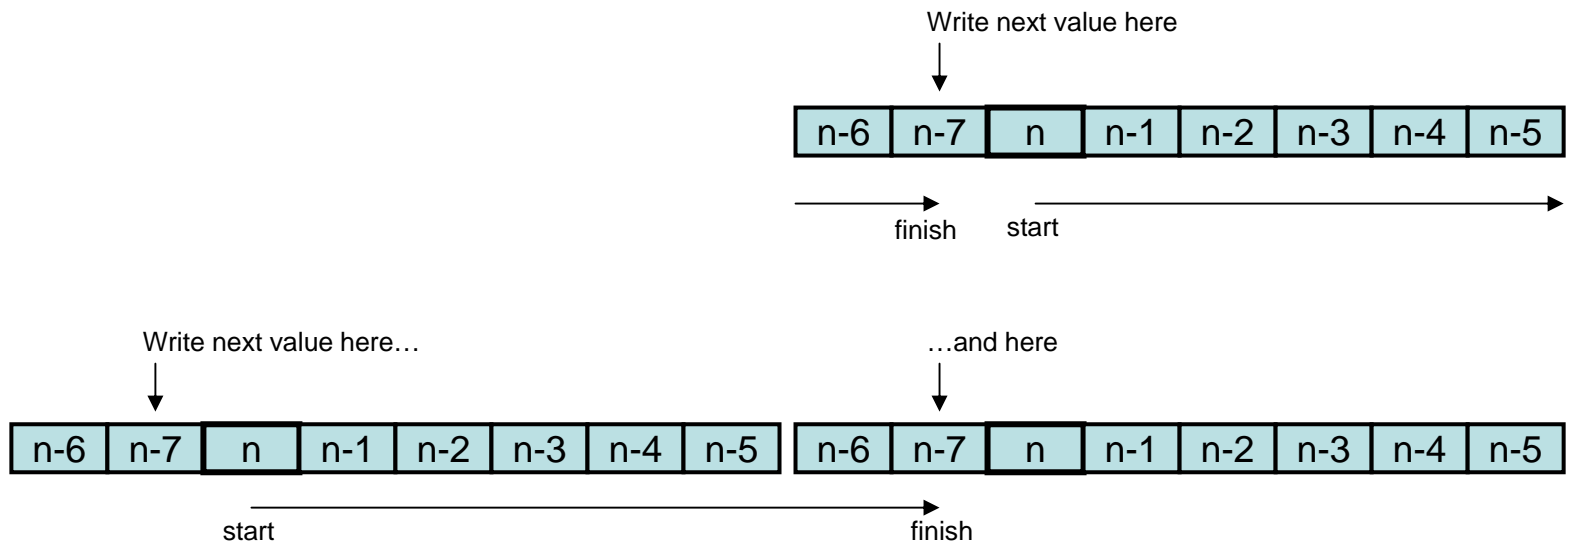 Write next value here
n-6 n-7 n n-1 n-2 n-3 n-4 n-5
finish start
Write next value here… …and here
n-6 n-7 n n-1 n-2 n-3 n-4 n-5 n-6 n-7 n n-1 n-2 n-3 n-4 n-5
start finish